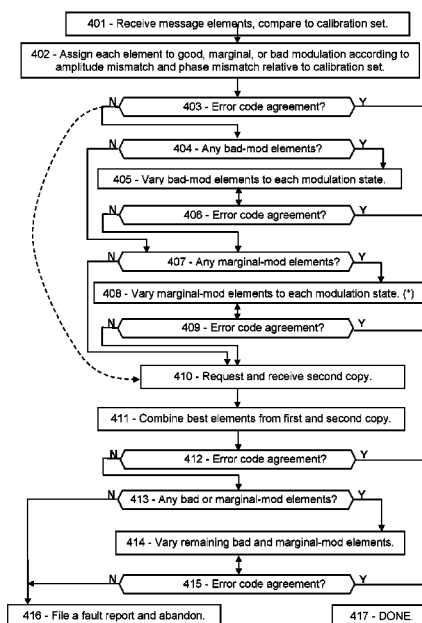 401 - Receive message elements, compare to calibration set.
402 - Assign each element to good, marginal, or bad modulation according to
amplitude mismatch and phase mismatch relative to calibration set.
N
403 - Error code agreement?
Y
404 - Any bad-mod elements?
N
Y
405 - Vary bad-mod elements to each modulation state.
N
406 - Error code agreement?
Y
N
407 - Any marginal-mod elements?
Y
408 - Vary marginal-mod elements to each modulation state. (*)
N
409 - Error code agreement?
Y
410 - Request and receive second copy.
411 - Combine best elements from first and second copy.
N
412 - Error code agreement?
Y
N
413 - Any bad or marginal-mod elements?
Y
414 - Vary remaining bad and marginal-mod elements.
N
415 - Error code agreement?
Y
416 - File a fault report and abandon.
417 - DONE.